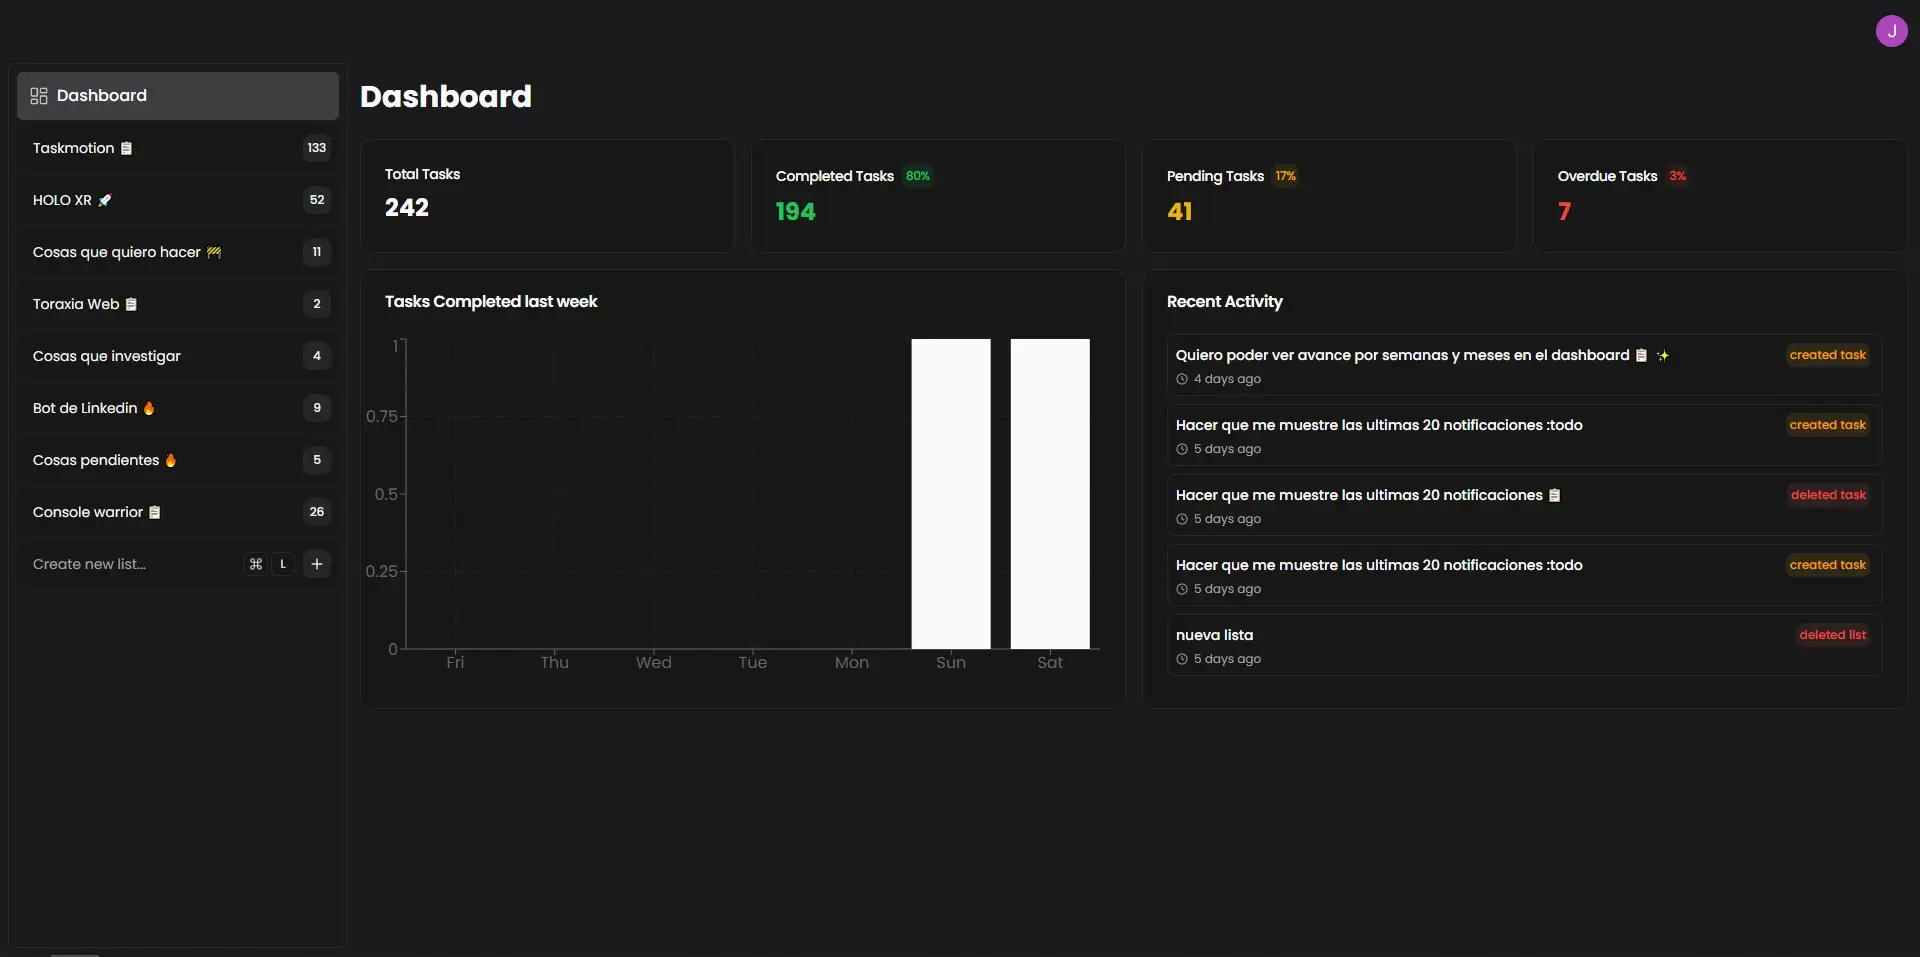 J
Dashboard
Taskmotion 📋 133
HOLO XR 🚀 52
Cosas que quiero hacer 🚧 11
Toraxia Web 📋 2
Cosas que investigar 4
Bot de Linkedin 🔥 9
Cosas pendientes 🔥 5
Console warrior 📋 26
Create new list... ⌘ L +
Dashboard
Total Tasks
242
Completed Tasks 80%
194
Pending Tasks 17%
41
Overdue Tasks 3%
7
Tasks Completed last week
1
0.75
0.5
0.25
0
Fri Thu Wed Tue Mon Sun Sat
Recent Activity
Quiero poder ver avance por semanas y meses en el dashboard 📋 ✨ created task
4 days ago
Hacer que me muestre las ultimas 20 notificaciones :todo created task
5 days ago
Hacer que me muestre las ultimas 20 notificaciones 📋 deleted task
5 days ago
Hacer que me muestre las ultimas 20 notificaciones :todo created task
5 days ago
nueva lista deleted list
5 days ago